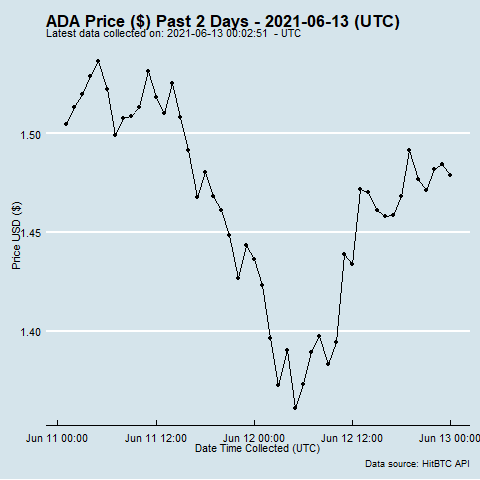 ADA Price ($) Past 2 Days - 2021-06-13 (UTC)
Latest data collected on: 2021-06-13 00:02:51 - UTC
1.50
1.45
1.40
Price USD ($)
Jun 11 00:00 Jun 11 12:00 Jun 12 00:00 Jun 12 12:00 Jun 13 00:00
Date Time Collected (UTC)
Data source: HitBTC API